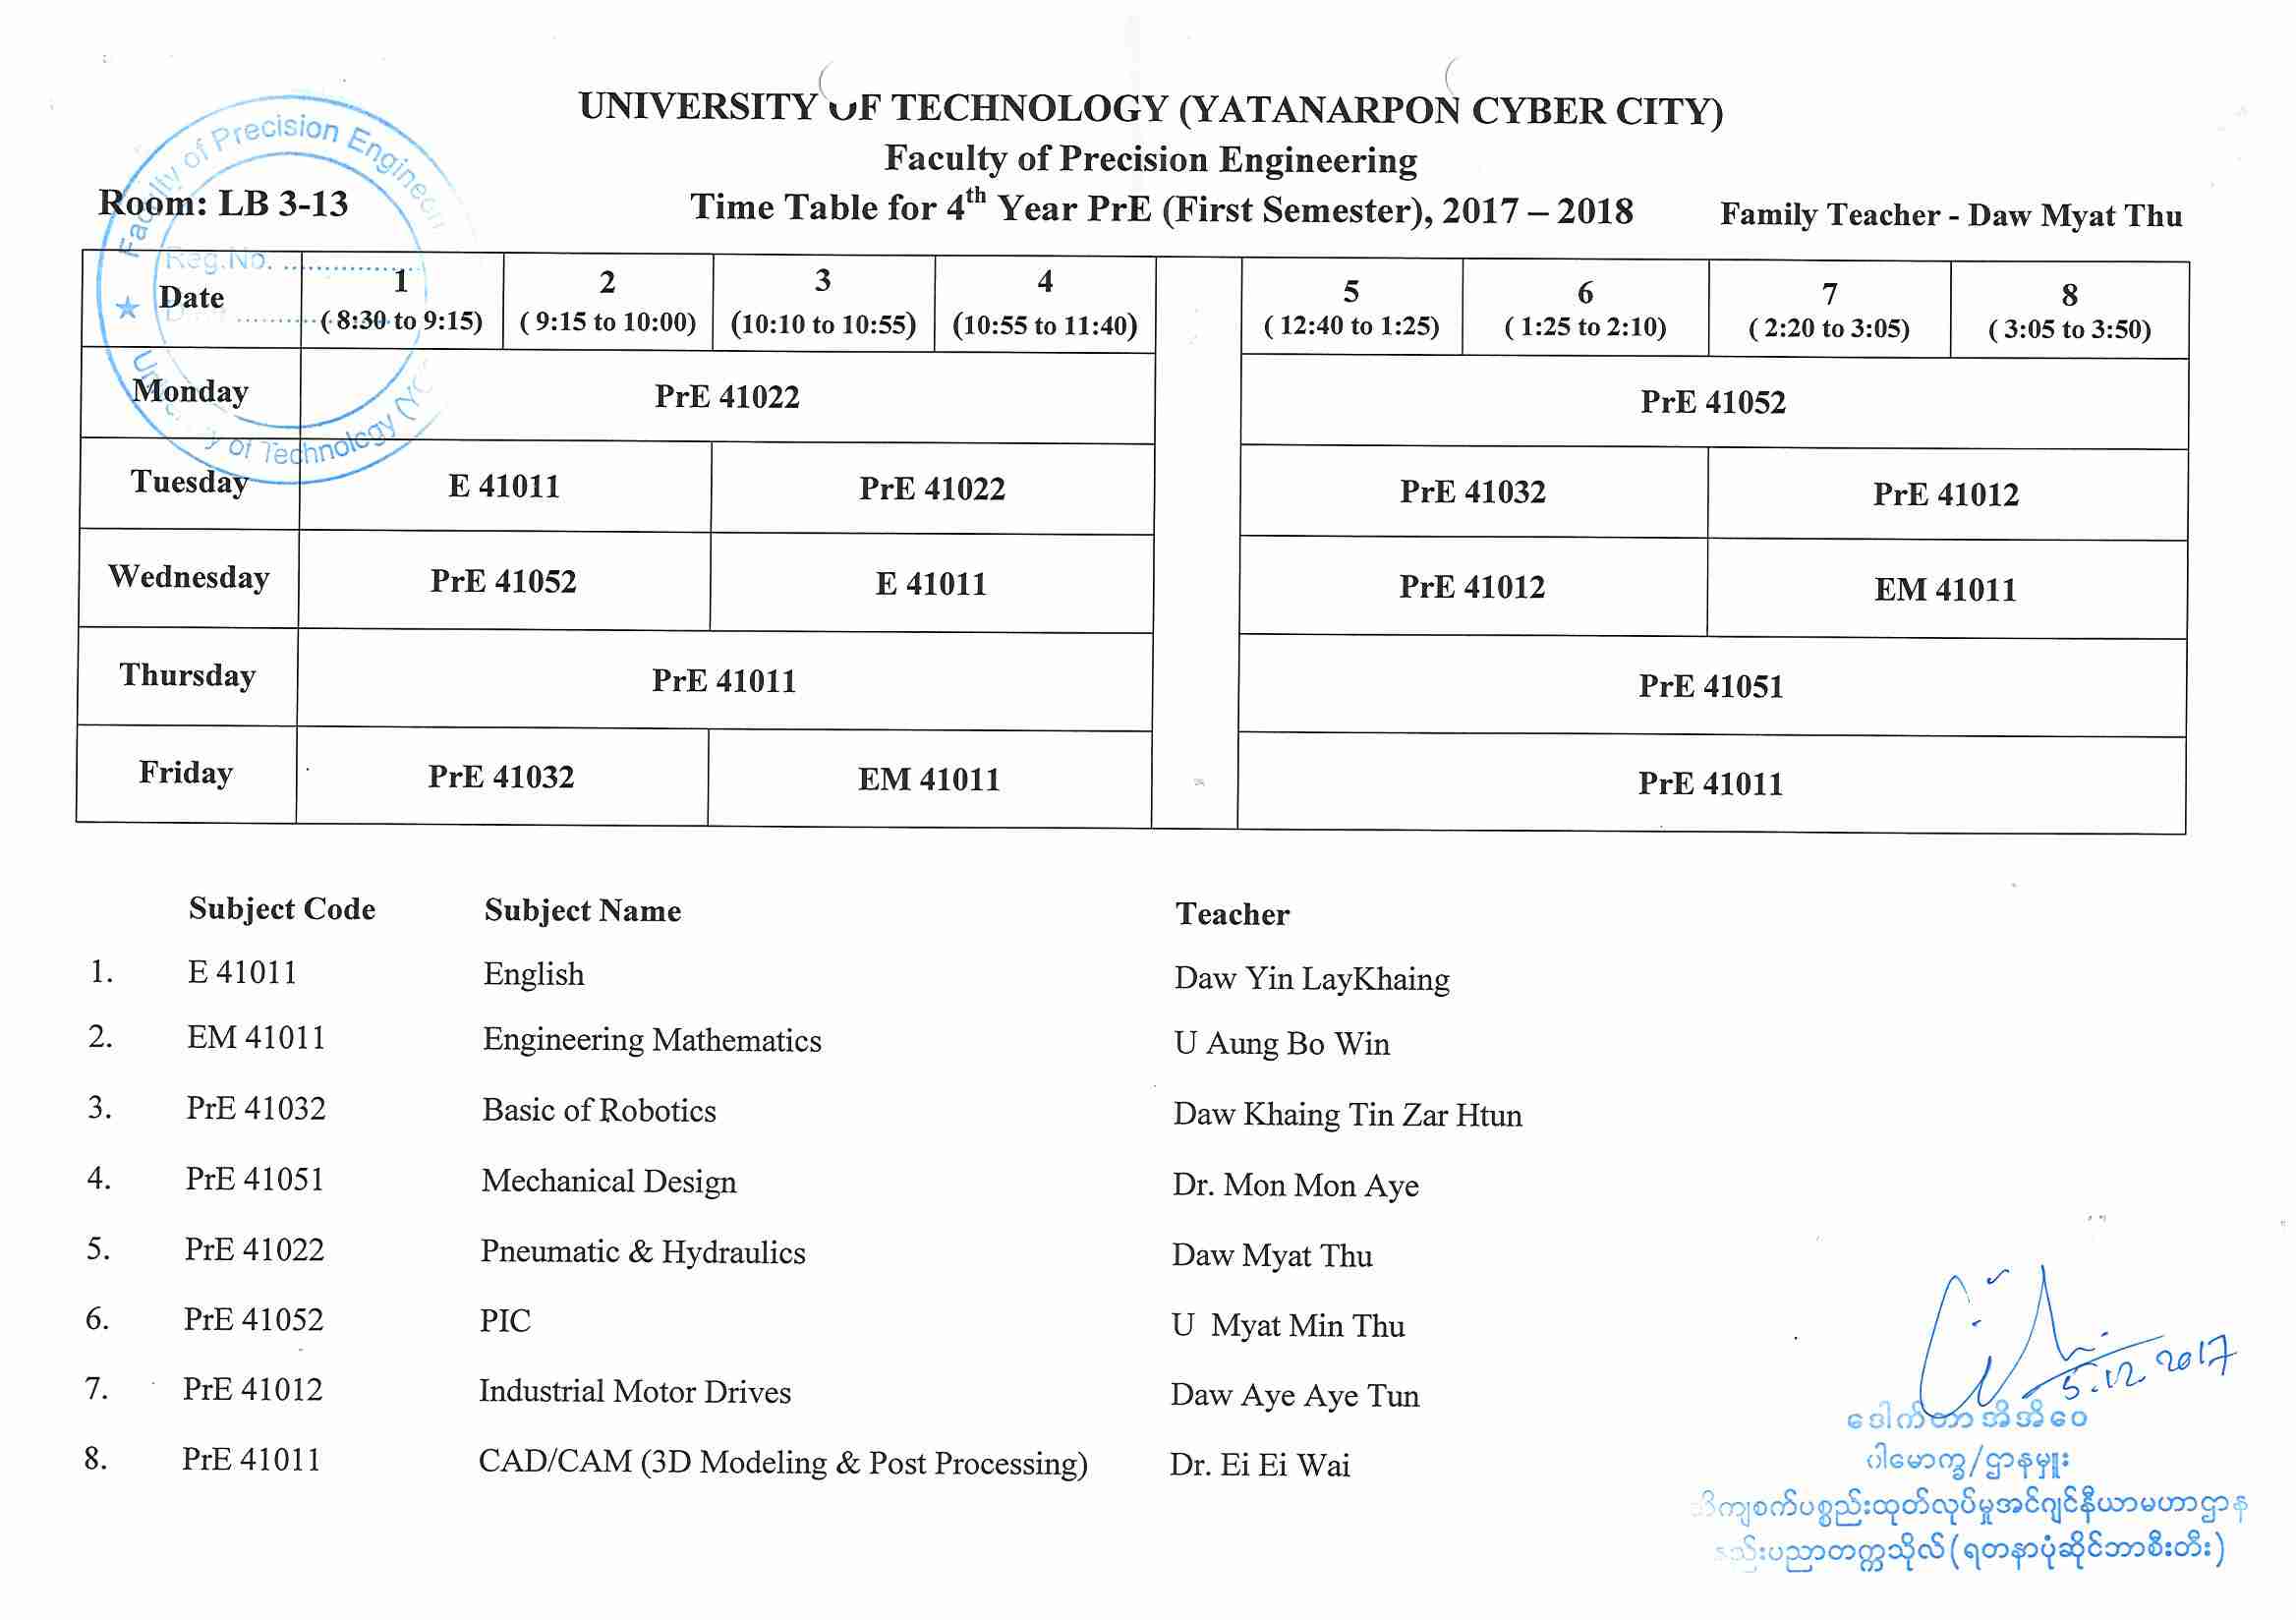 UNIVERSITY OF TECHNOLOGY (YATANARPON CYBER CITY)
Faculty of Precision Engineering
Room: LB 3-13 Time Table for 4th Year PrE (First Semester), 2017 – 2018 Family Teacher - Daw Myat Thu
Faculty of Precision Engineering
Reg.No. ....................
University of Technology (YCC)
Date 1 2 3 4 5 6 7 8
( 8:30 to 9:15) ( 9:15 to 10:00) (10:10 to 10:55) (10:55 to 11:40) ( 12:40 to 1:25) ( 1:25 to 2:10) ( 2:20 to 3:05) ( 3:05 to 3:50)
Monday PrE 41022 PrE 41052
Tuesday E 41011 PrE 41022 PrE 41032 PrE 41012
Wednesday PrE 41052 E 41011 PrE 41012 EM 41011
Thursday PrE 41011 PrE 41051
Friday PrE 41032 EM 41011 PrE 41011
Subject Code Subject Name Teacher
1. E 41011 English Daw Yin LayKhaing
2. EM 41011 Engineering Mathematics U Aung Bo Win
3. PrE 41032 Basic of Robotics Daw Khaing Tin Zar Htun
4. PrE 41051 Mechanical Design Dr. Mon Mon Aye
5. PrE 41022 Pneumatic & Hydraulics Daw Myat Thu
6. PrE 41052 PIC U Myat Min Thu
7. PrE 41012 Industrial Motor Drives Daw Aye Aye Tun
8. PrE 41011 CAD/CAM (3D Modeling & Post Processing) Dr. Ei Ei Wai
5.12.2017
ဒေါက်တာအိအိဝေ
ပါမောက္ခ/ဌာနမှူး
တိကျစက်ပစ္စည်းထုတ်လုပ်မှုအင်ဂျင်နီယာမဟာဌာန
နည်းပညာတက္ကသိုလ်(ရတနာပုံဆိုင်ဘာစီးတီး)